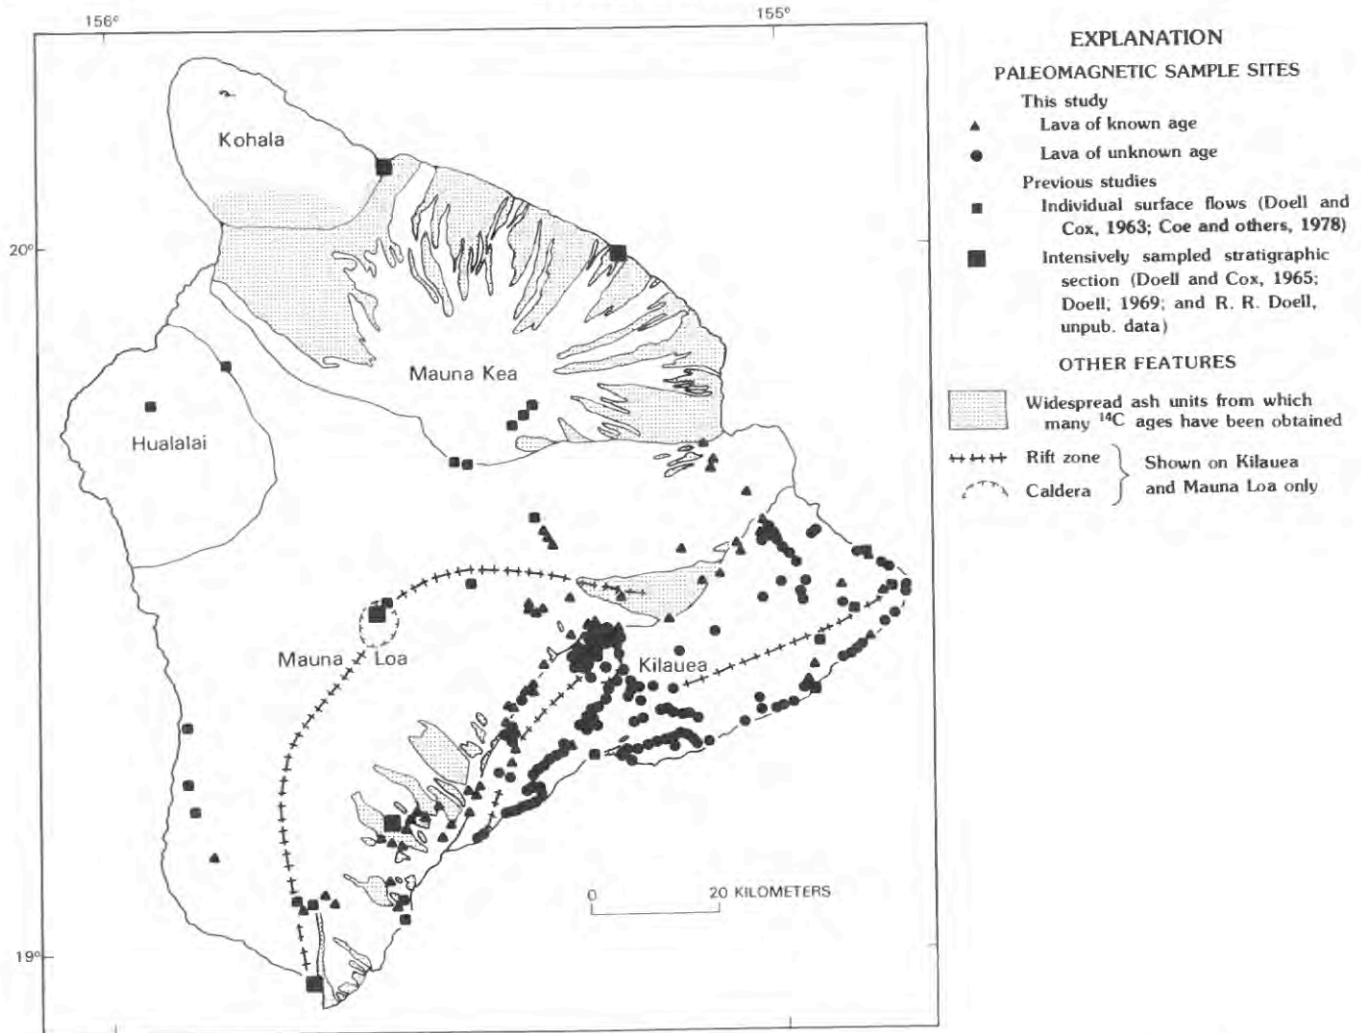 156°
155°
Kohala
20°
Mauna Kea
Hualalai
Mauna Loa
Kilauea
0 20 KILOMETERS
19°
EXPLANATION
PALEOMAGNETIC SAMPLE SITES
This study
Lava of known age
Lava of unknown age
Previous studies
Individual surface flows (Doell and
Cox, 1963; Coe and others, 1978)
Intensively sampled stratigraphic
section (Doell and Cox, 1965;
Doell, 1969; and R. R. Doell,
unpub. data)
OTHER FEATURES
Widespread ash units from which
many ¹⁴C ages have been obtained
Rift zone
Caldera
Shown on Kilauea
and Mauna Loa only